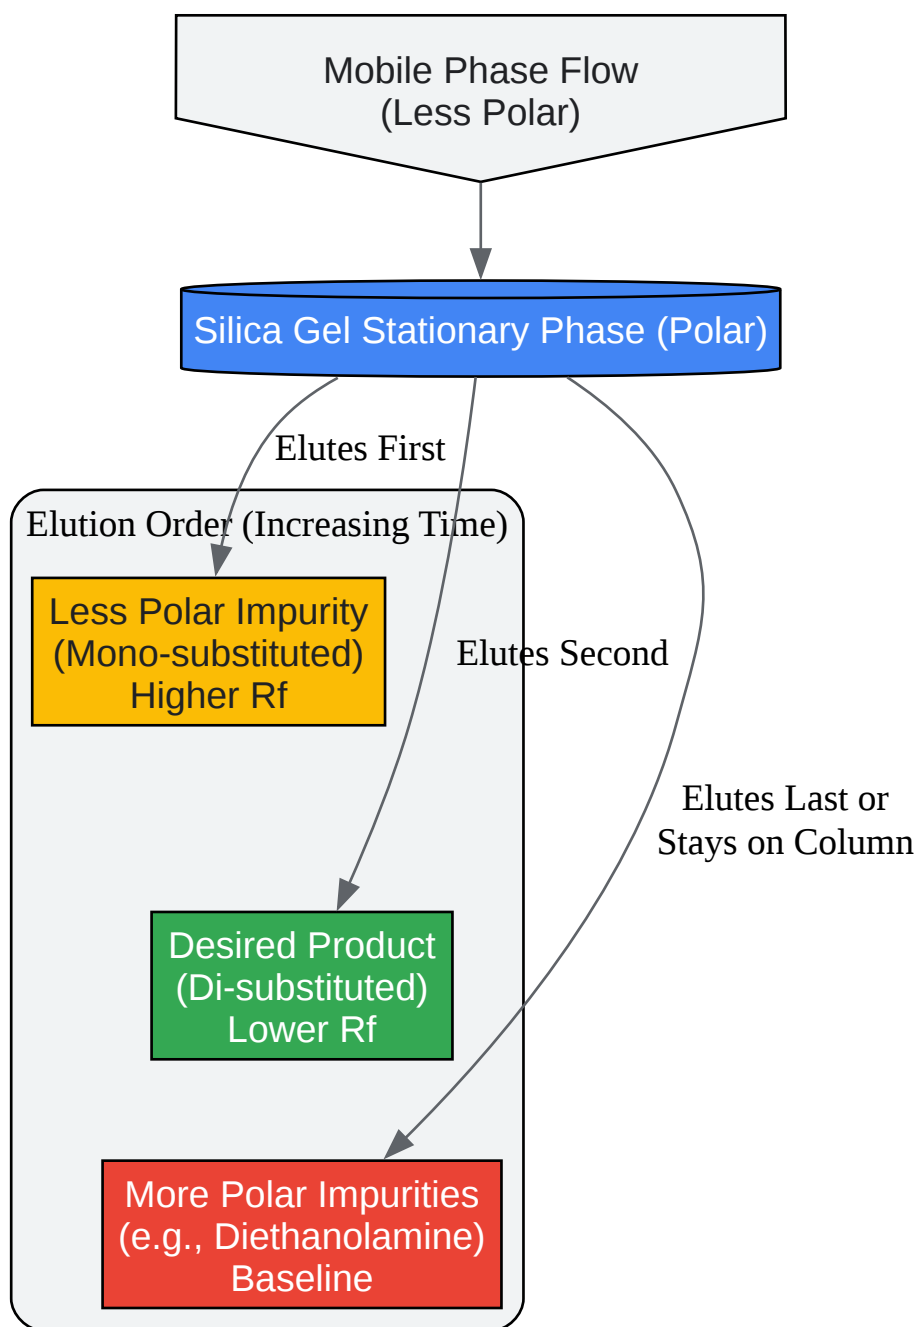 Mobile Phase Flow
(Less Polar)
Silica Gel Stationary Phase (Polar)
Elutes First
Elution Order (Increasing Time)
Less Polar Impurity
(Mono-substituted)
Higher Rf
Elutes Second
Elutes Last or
Stays on Column
Desired Product
(Di-substituted)
Lower Rf
More Polar Impurities
(e.g., Diethanolamine)
Baseline